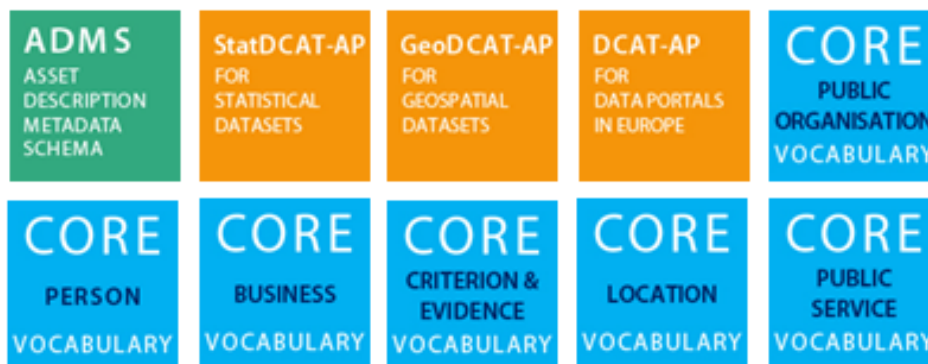 ADMS
ASSET
DESCRIPTION
METADATA
SCHEMA
StatDCAT-AP
FOR
STATISTICAL
DATASETS
GeoDCAT-AP
FOR
GEOSPATIAL
DATASETS
DCAT-AP
FOR
DATA PORTALS
IN EUROPE
CORE
PUBLIC
ORGANISATION
VOCABULARY
CORE
PERSON
VOCABULARY
CORE
BUSINESS
VOCABULARY
CORE
CRITERION &
EVIDENCE
VOCABULARY
CORE
LOCATION
VOCABULARY
CORE
PUBLIC
SERVICE
VOCABULARY